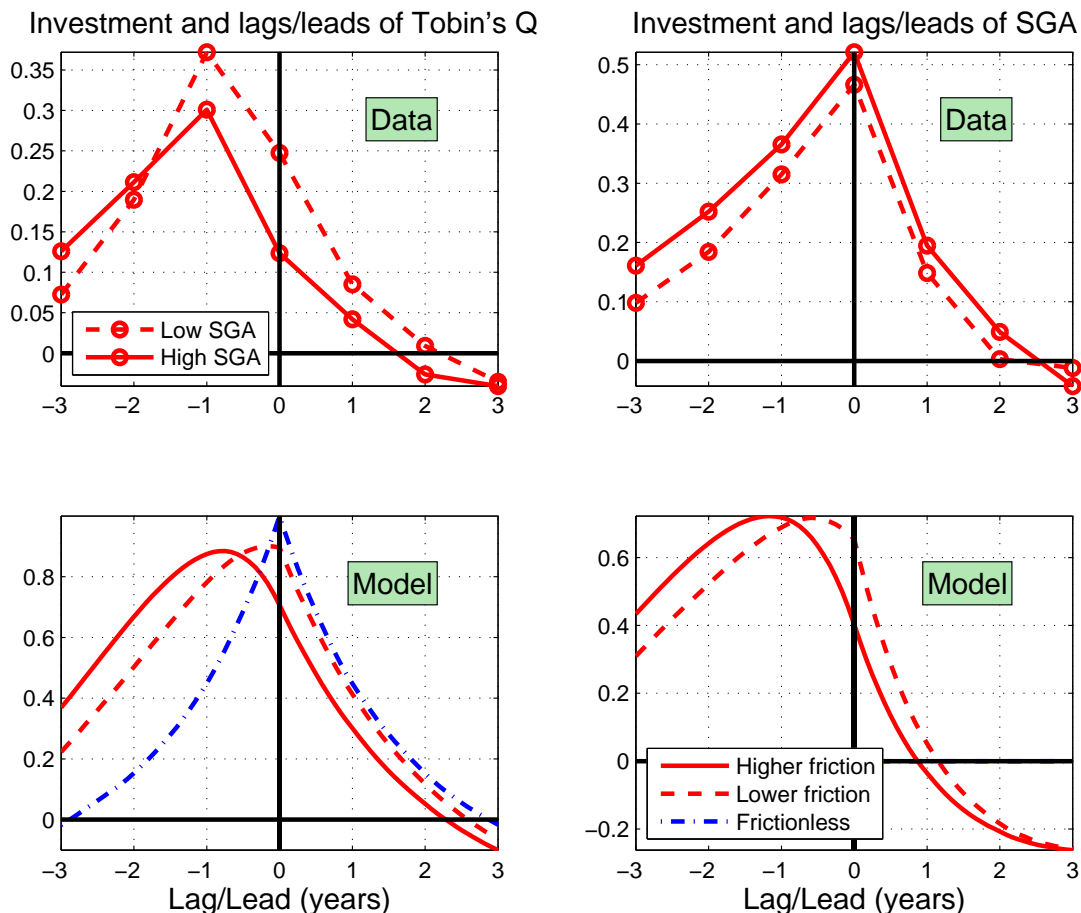 Investment and lags/leads of Tobin's Q
0.35
0.3
0.25
0.2
0.15
0.1
0.05
0
Data
Low SGA
High SGA
−3 −2 −1 0 1 2 3
Investment and lags/leads of SGA
0.5
0.4
0.3
0.2
0.1
0
Data
−3 −2 −1 0 1 2 3
0.8
0.6
0.4
0.2
0
Model
−3 −2 −1 0 1 2 3
Lag/Lead (years)
0.6
0.4
0.2
0
−0.2
Model
Higher friction
Lower friction
Frictionless
−3 −2 −1 0 1 2 3
Lag/Lead (years)